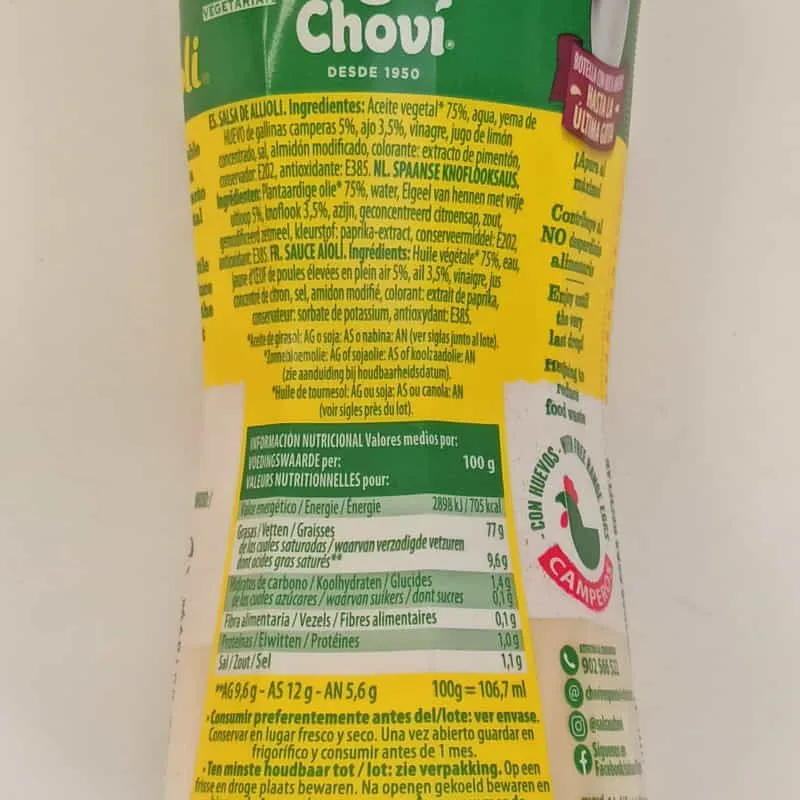 VEGETARIAN
Choví
DESDE 1950
BOTELLA CON
HASTA LA
ÚLTIMA GOTA
li
ES. SALSA DE ALLIOLI. Ingredientes: Aceite vegetal* 75%, agua, yema de
HUEVO de gallinas camperas 5%, ajo 3,5%, vinagre, jugo de limón
concentrado, sal, almidón modificado, colorante: extracto de pimentón,
conservador: E202, antioxidante: E385. NL. SPAANSE KNOFLOOKSAUS.
Ingrediënten: Plantaardige olie* 75%, water, EIgeel van hennen met vrije
uitloop 5%, knoflook 3,5%, azijn, geconcentreerd citroensap, zout,
gemodificeerd zetmeel, kleurstof: paprika-extract, conserveermiddel: E202,
antioxidant: E385. FR. SAUCE AÏOLI. Ingrédients: Huile végétale* 75%, eau,
jaune d'ŒUF de poules élevées en plein air 5%, ail 3,5%, vinaigre, jus
concentré de citron, sel, amidon modifié, colorant: extrait de paprika,
conservateur: sorbate de potassium, antioxydant: E385.
*Aceite de girasol: AG o soja: AS o nabina: AN (ver siglas junto al lote).
*Zonnebloemolie: AG of sojaolie: AS of koolzaadolie: AN
(zie aanduiding bij houdbaarheidsdatum).
*Huile de tournesol: AG ou soja: AS ou canola: AN
(voir sigles près du lot).
¡Apure al
máximo!
Contribuye al
NO desperdicio
alimentario
Enjoy until
the very
last drop!
Helping to
reduce
food waste
INFORMACIÓN NUTRICIONAL Valores medios por:
VOEDINGSWAARDE per:
VALEURS NUTRITIONNELLES pour:
100 g
Valor energético / Energie / Énergie 2898 kJ / 705 kcal
Grasas / Vetten / Graisses 77 g
de las cuales saturadas / waarvan verzadigde vetzuren
dont acides gras saturés** 9,6 g
Hidratos de carbono / Koolhydraten / Glucides 1,4 g
de los cuales azúcares / waarvan suikers / dont sucres 0,1 g
Fibra alimentaria / Vezels / Fibres alimentaires 0,1 g
Proteínas / Eiwitten / Protéines 1,0 g
Sal / Zout / Sel 1,1 g
**AG 9,6 g - AS 12 g - AN 5,6 g 100g = 106,7 ml
- Consumir preferentemente antes del/lote: ver envase.
Conservar en lugar fresco y seco. Una vez abierto guardar en
frigorífico y consumir antes de 1 mes.
- Ten minste houdbaar tot / lot: zie verpakking. Op een
frisse en droge plaats bewaren. Na openen gekoeld bewaren en
CON HUEVOS · WITH FREE RANGE EGGS
CAMPEROS
902 566 522
Síguenos en